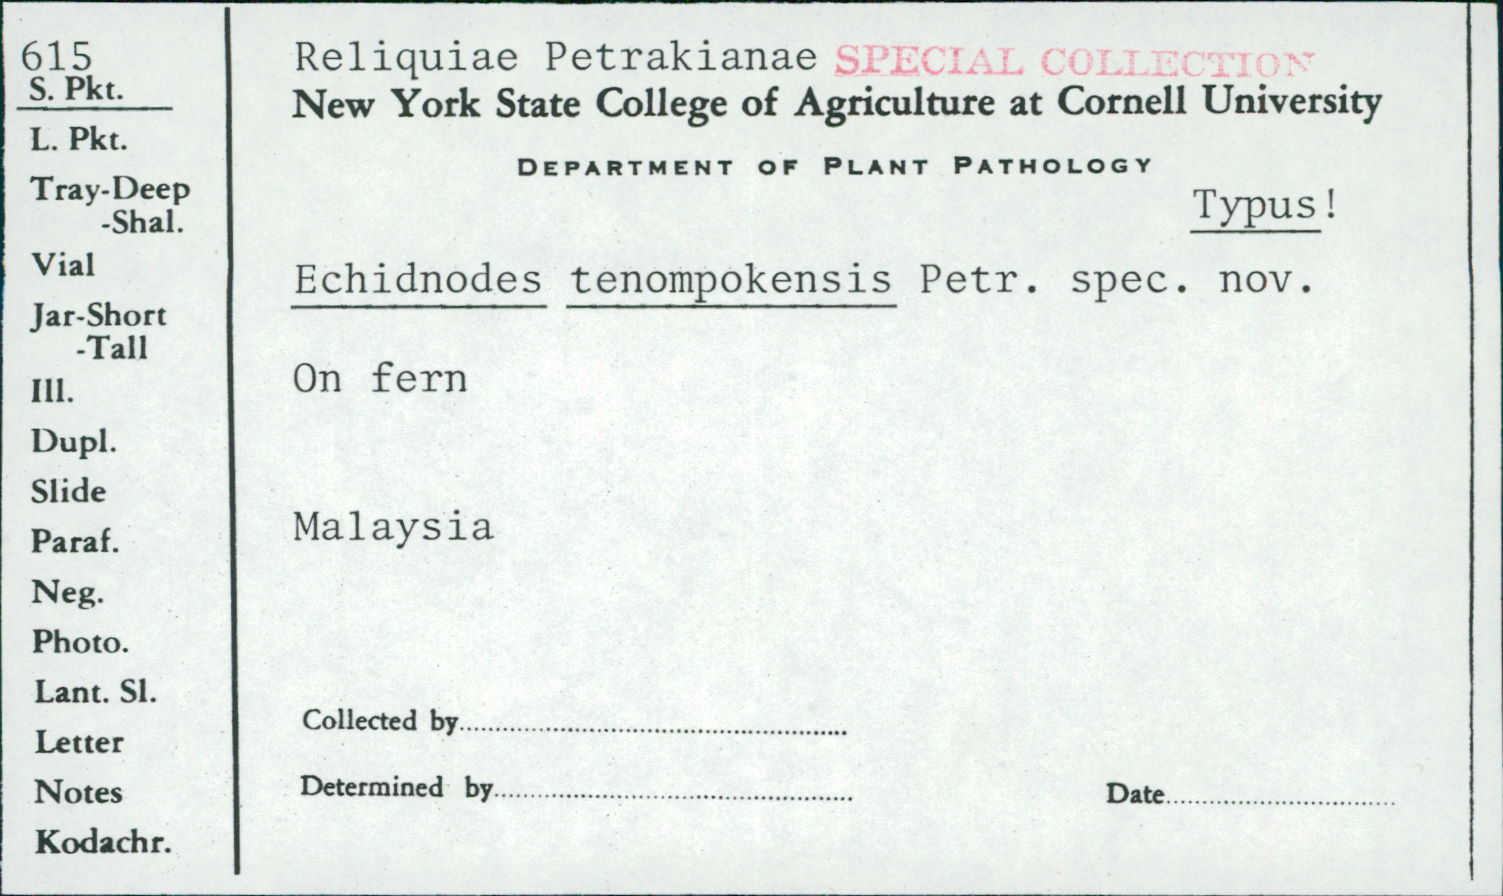 615
S. Pkt.
L. Pkt.
Tray-Deep
-Shal.
Vial
Jar-Short
-Tall
Ill.
Dupl.
Slide
Paraf.
Neg.
Photo.
Lant. Sl.
Letter
Notes
Kodachr.
Reliquiae Petrakianae SPECIAL COLLECTION
New York State College of Agriculture at Cornell University
DEPARTMENT OF PLANT PATHOLOGY
Typus!
Echidnodes tenompokensis Petr. spec. nov.
On fern
Malaysia
Collected by
Determined by
Date